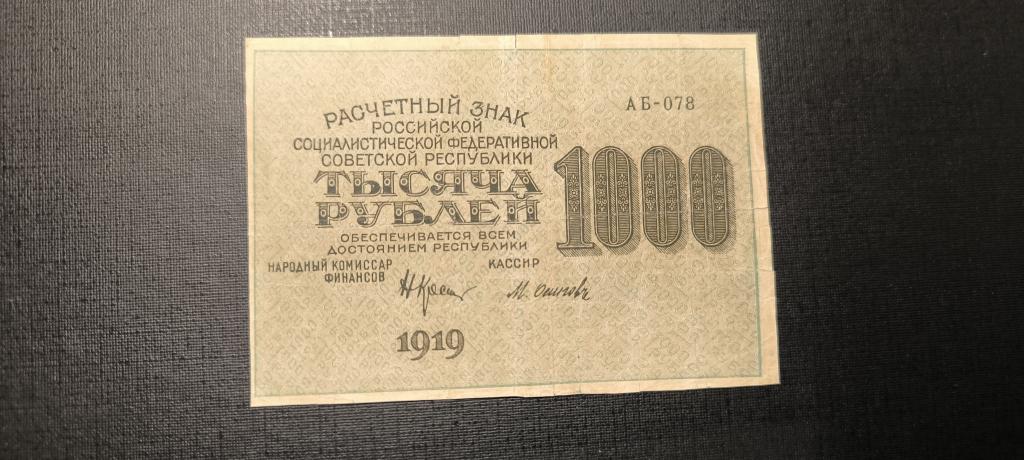 РАСЧЕТНЫЙ ЗНАК
АБ-078
РОССИЙСКОЙ
СОЦИАЛИСТИЧЕСКОЙ ФЕДЕРАТИВНОЙ
СОВЕТСКОЙ РЕСПУБЛИКИ
ТЫСЯЧА
РУБЛЕЙ
1000
ОБЕСПЕЧИВАЕТСЯ ВСЕМ
ДОСТОЯНИЕМ РЕСПУБЛИКИ
НАРОДНЫЙ КОМИССАР
ФИНАНСОВ
КАССИР
1919